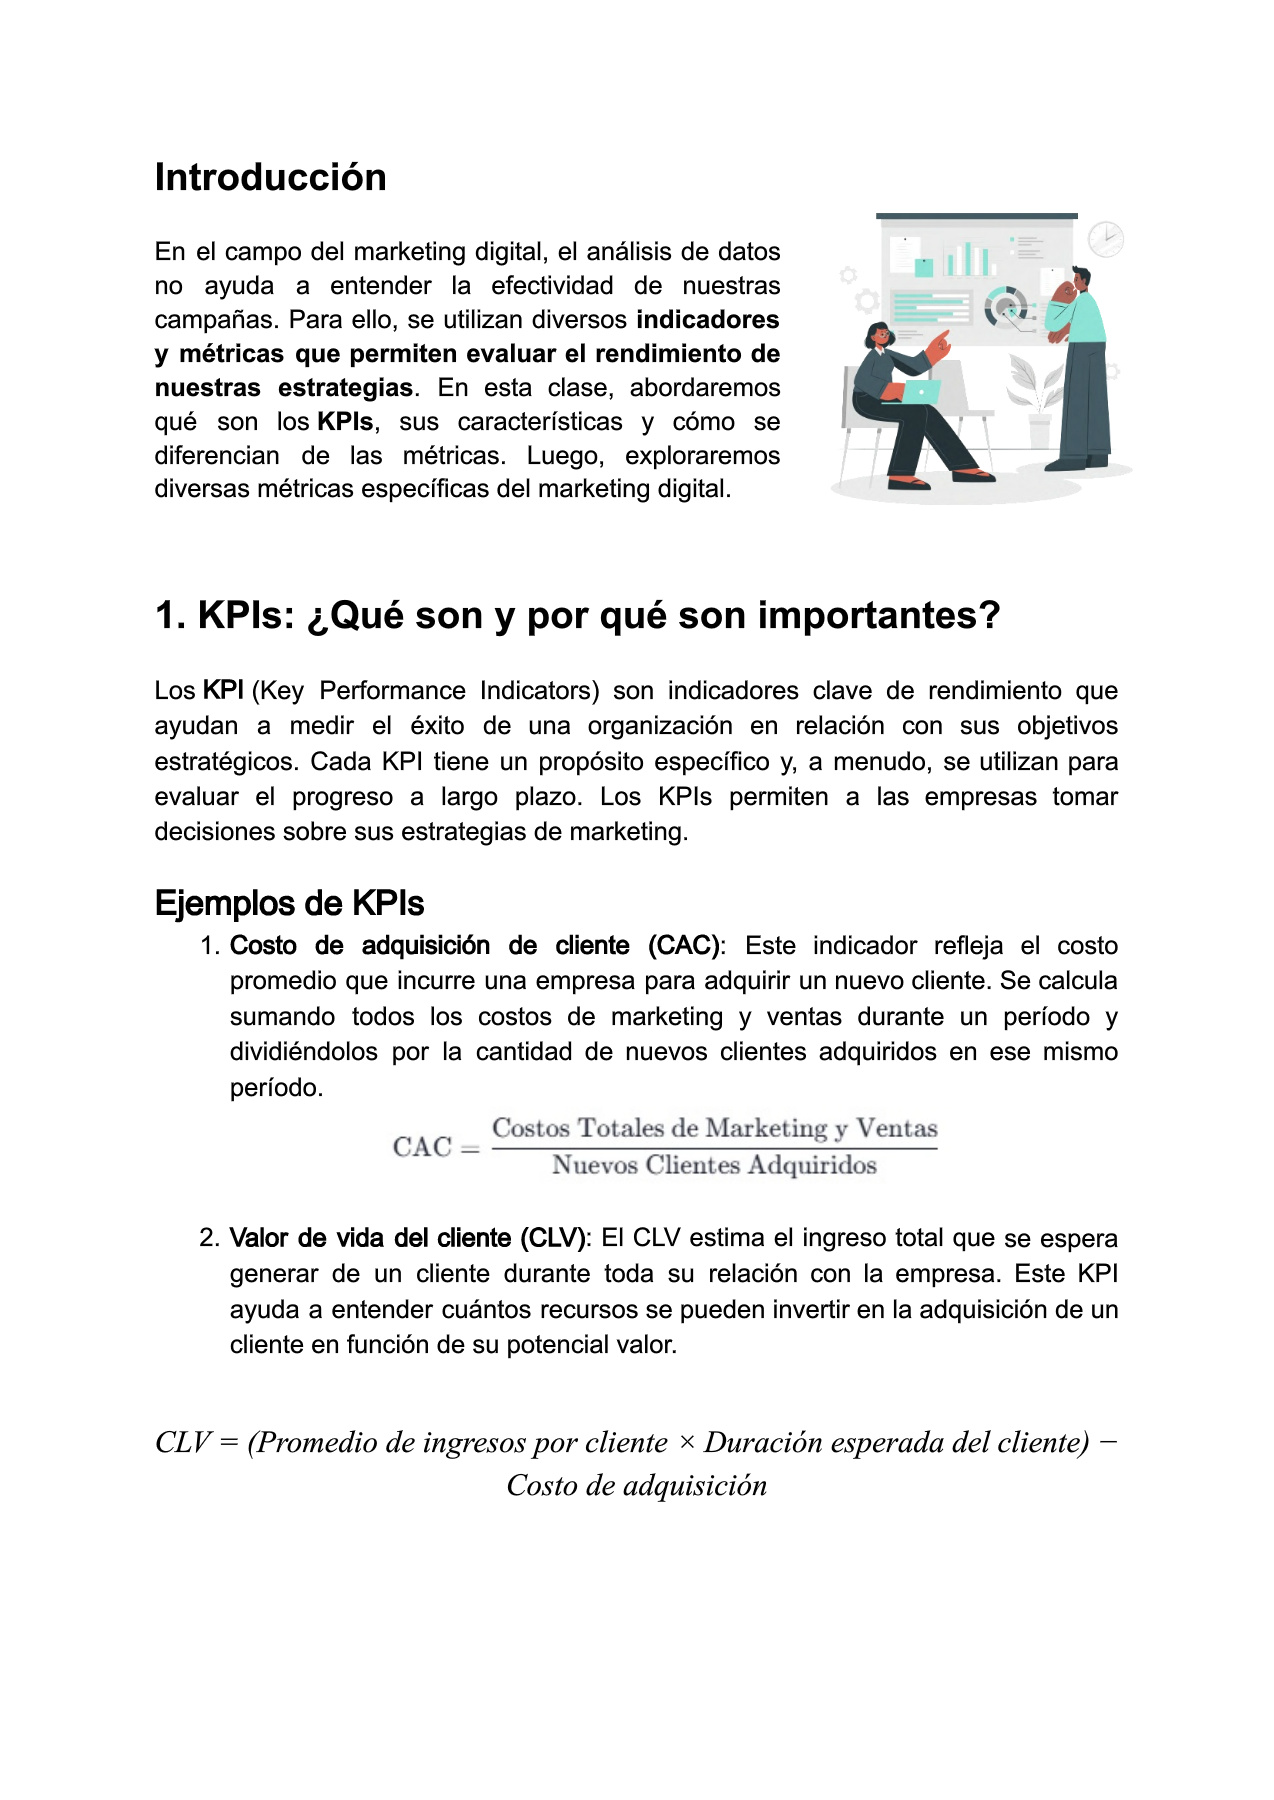 Introducción
En el campo del marketing digital, el análisis de datos
no ayuda a entender la efectividad de nuestras
campañas. Para ello, se utilizan diversos indicadores
y métricas que permiten evaluar el rendimiento de
nuestras estrategias. En esta clase, abordaremos
qué son los KPIs, sus características y cómo se
diferencian de las métricas. Luego, exploraremos
diversas métricas específicas del marketing digital.
1. KPIs: ¿Qué son y por qué son importantes?
Los KPI (Key Performance Indicators) son indicadores clave de rendimiento que
ayudan a medir el éxito de una organización en relación con sus objetivos
estratégicos. Cada KPI tiene un propósito específico y, a menudo, se utilizan para
evaluar el progreso a largo plazo. Los KPIs permiten a las empresas tomar
decisiones sobre sus estrategias de marketing.
Ejemplos de KPIs
1. Costo de adquisición de cliente (CAC): Este indicador refleja el costo
promedio que incurre una empresa para adquirir un nuevo cliente. Se calcula
sumando todos los costos de marketing y ventas durante un período y
dividiéndolos por la cantidad de nuevos clientes adquiridos en ese mismo
período.
CAC = Costos Totales de Marketing y Ventas
Nuevos Clientes Adquiridos
2. Valor de vida del cliente (CLV): El CLV estima el ingreso total que se espera
generar de un cliente durante toda su relación con la empresa. Este KPI
ayuda a entender cuántos recursos se pueden invertir en la adquisición de un
cliente en función de su potencial valor.
CLV = (Promedio de ingresos por cliente × Duración esperada del cliente) −
Costo de adquisición